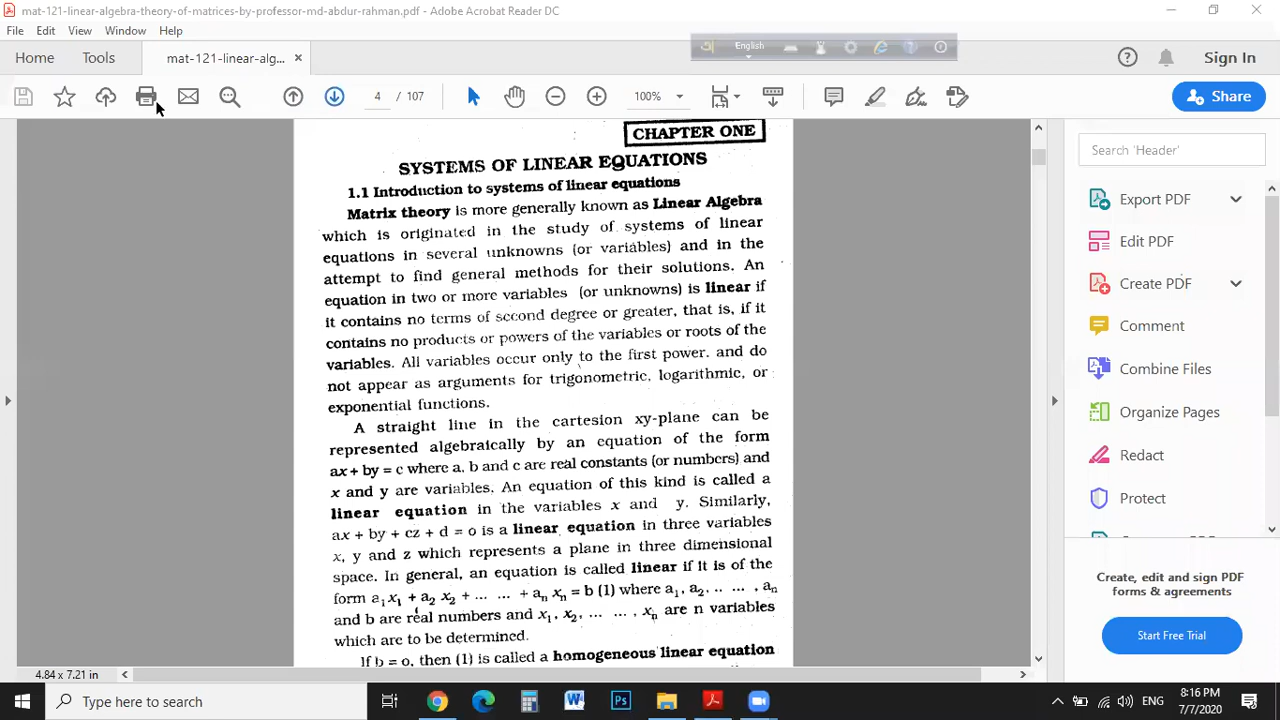 mat-121-linear-algebra-theory-of-matrices-by-professor-md-abdur-rahman.pdf - Adobe Acrobat Reader DC
File Edit View Window Help
English
Home Tools mat-121-linear-alg... × Sign In
4 / 107 100% Share
CHAPTER ONE
SYSTEMS OF LINEAR EQUATIONS
1.1 Introduction to systems of linear equations
Matrix theory is more generally known as Linear Algebra
which is originated in the study of systems of linear
equations in several unknowns (or variables) and in the
attempt to find general methods for their solutions. An
equation in two or more variables (or unknowns) is linear if
it contains no terms of second degree or greater, that is, if it
contains no products or powers of the variables or roots of the
variables. All variables occur only to the first power. and do
not appear as arguments for trigonometric, logarithmic, or
exponential functions.
A straight line in the cartesion xy-plane can be
represented algebraically by an equation of the form
ax + by = c where a, b and c are real constants (or numbers) and
x and y are variables. An equation of this kind is called a
linear equation in the variables x and y. Similarly,
ax + by + cz + d = o is a linear equation in three variables
x, y and z which represents a plane in three dimensional
space. In general, an equation is called linear if it is of the
form a₁ x₁ + a₂ x₂ + ... ... + aₙ xₙ = b (1) where a₁, a₂, .. ..., aₙ
and b are real numbers and x₁, x₂, ... ..., xₙ are n variables
which are to be determined.
If b = o, then (1) is called a homogeneous linear equation
4.84 x 7.21 in
Search 'Header'
Export PDF
Edit PDF
Create PDF
Comment
Combine Files
Organize Pages
Redact
Protect
Create, edit and sign PDF
forms & agreements
Start Free Trial
Type here to search
ENG
8:16 PM
7/7/2020